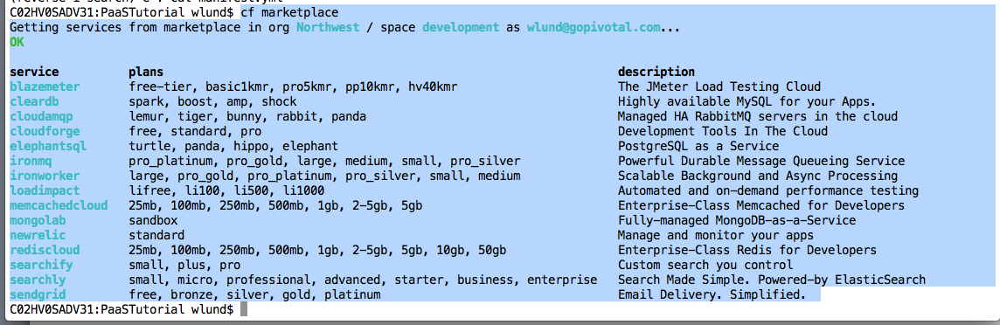 C02HV0SADV31:PaaSTutorial wlund$ cf marketplace
Getting services from marketplace in org Northwest / space development as wlund@gopivotal.com...
OK
service plans description
blazemeter free-tier, basic1kmr, pro5kmr, pp10kmr, hv40kmr The JMeter Load Testing Cloud
cleardb spark, boost, amp, shock Highly available MySQL for your Apps.
cloudamqp lemur, tiger, bunny, rabbit, panda Managed HA RabbitMQ servers in the cloud
cloudforge free, standard, pro Development Tools In The Cloud
elephantsql turtle, panda, hippo, elephant PostgreSQL as a Service
ironmq pro_platinum, pro_gold, large, medium, small, pro_silver Powerful Durable Message Queueing Service
ironworker large, pro_gold, pro_platinum, pro_silver, small, medium Scalable Background and Async Processing
loadimpact lifree, li100, li500, li1000 Automated and on-demand performance testing
memcachedcloud 25mb, 100mb, 250mb, 500mb, 1gb, 2-5gb, 5gb Enterprise-Class Memcached for Developers
mongolab sandbox Fully-managed MongoDB-as-a-Service
newrelic standard Manage and monitor your apps
rediscloud 25mb, 100mb, 250mb, 500mb, 1gb, 2-5gb, 5gb, 10gb, 50gb Enterprise-Class Redis for Developers
searchify small, plus, pro Custom search you control
searchly small, micro, professional, advanced, starter, business, enterprise Search Made Simple. Powered-by ElasticSearch
sendgrid free, bronze, silver, gold, platinum Email Delivery. Simplified.
C02HV0SADV31:PaaSTutorial wlund$